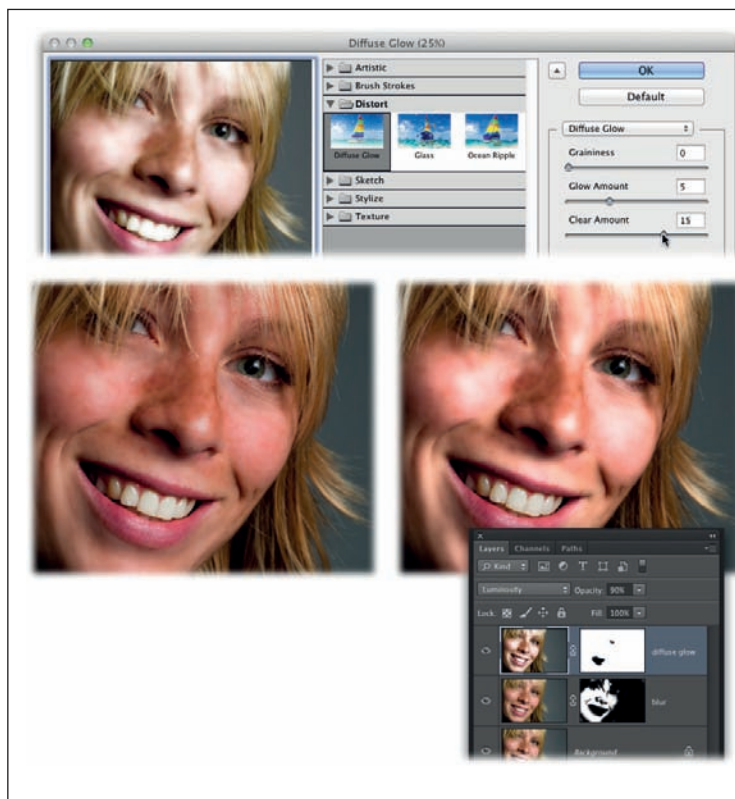 Diffuse Glow (25%)
Artistic
Brush Strokes
Distort
Diffuse Glow
Glass
Ocean Ripple
Sketch
Stylize
Texture
OK
Default
Diffuse Glow
Graininess 0
Glow Amount 5
Clear Amount 15
Layers Channels Paths
Kind T
Luminosity Opacity: 90%
Lock: Fill: 100%
diffuse glow
blur
Background